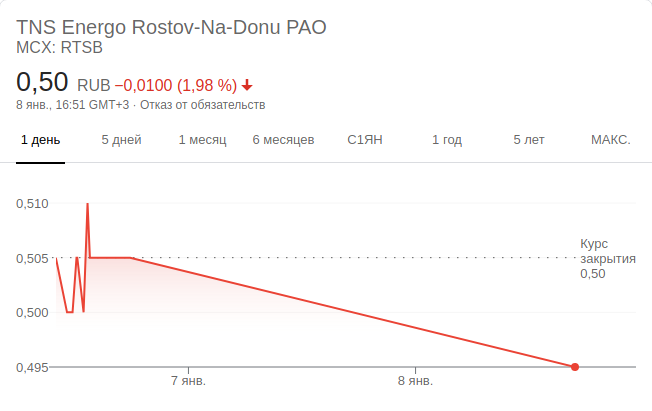 TNS Energo Rostov-Na-Donu PAO
MCX: RTSB
0,50 RUB −0,0100 (1,98 %)
8 янв., 16:51 GMT+3 · Отказ от обязательств
1 день 5 дней 1 месяц 6 месяцев С1ЯН 1 год 5 лет МАКС.
0,510
0,505
Курс
закрытия
0,50
0,500
0,495
7 янв. 8 янв.